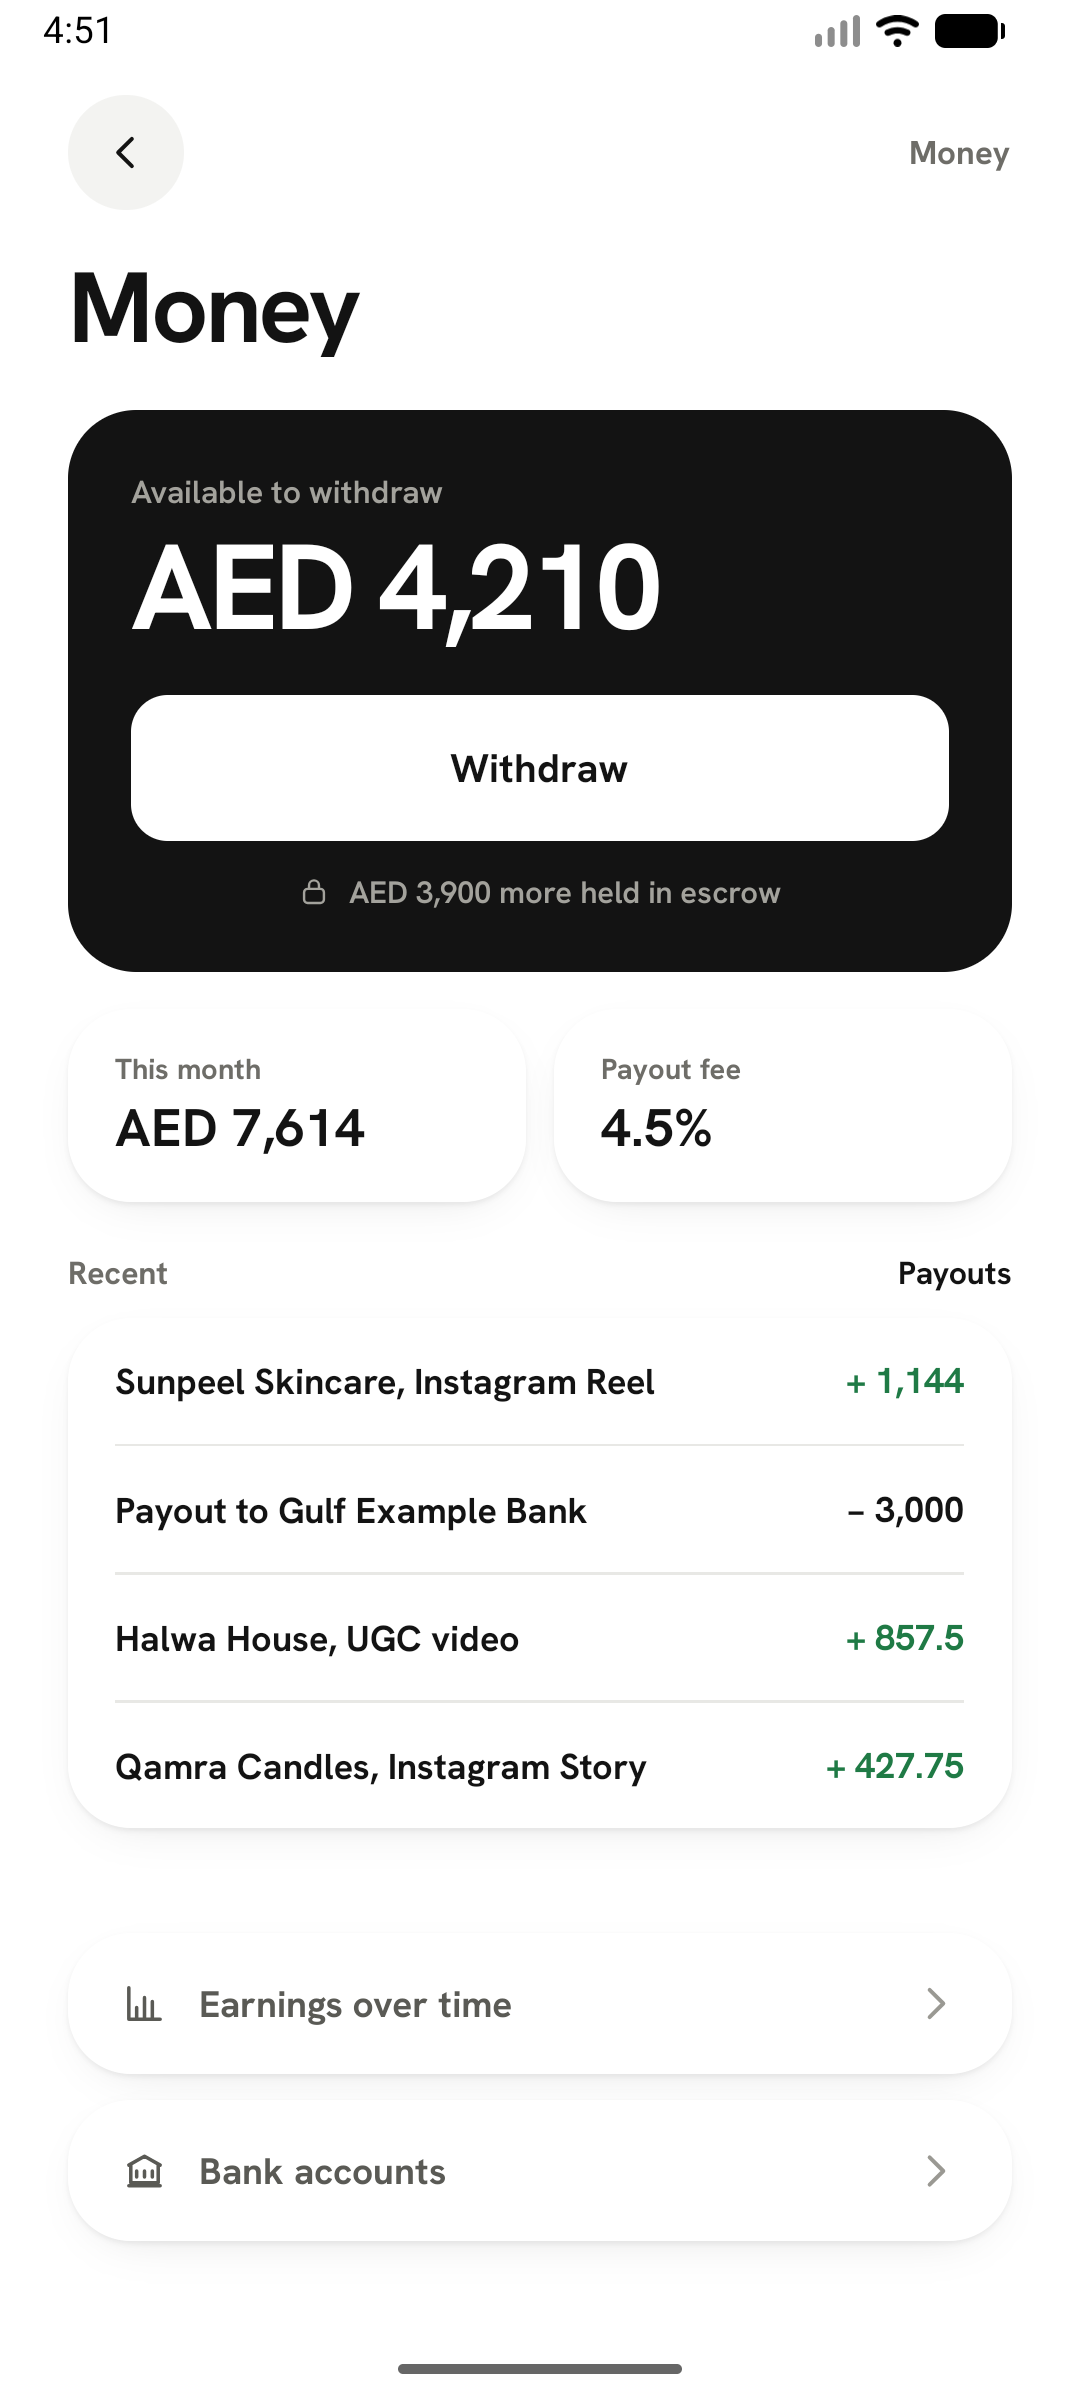 4:51
Money
Money
Available to withdraw
AED 4,210
Withdraw
AED 3,900 more held in escrow
This month
AED 7,614
Payout fee
4.5%
Recent
Payouts
Sunpeel Skincare, Instagram Reel
+ 1,144
Payout to Gulf Example Bank
– 3,000
Halwa House, UGC video
+ 857.5
Qamra Candles, Instagram Story
+ 427.75
Earnings over time
Bank accounts